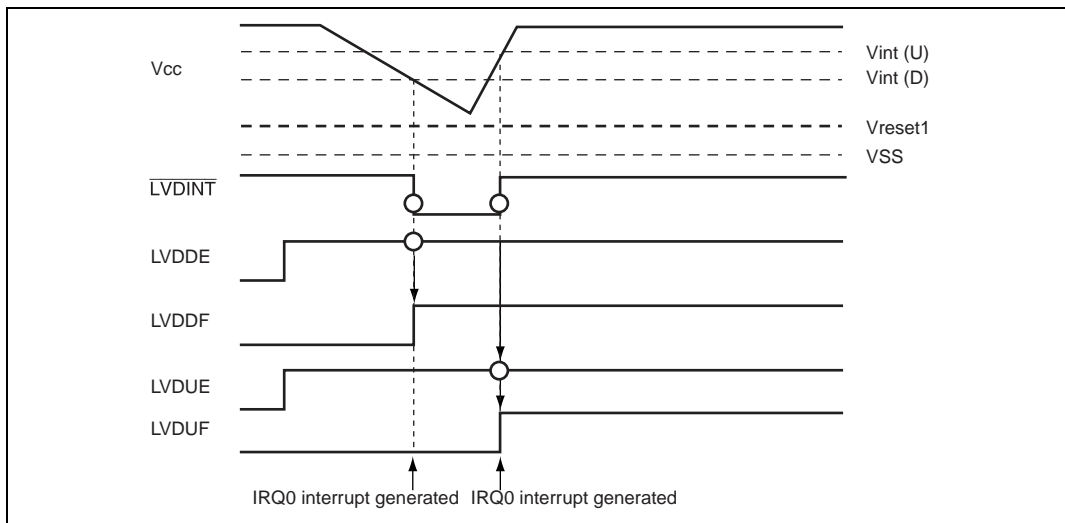 Vcc
Vint (U)
Vint (D)
Vreset1
VSS
LVDINT
LVDDE
LVDDF
LVDUE
LVDUF
IRQ0 interrupt generated
IRQ0 interrupt generated